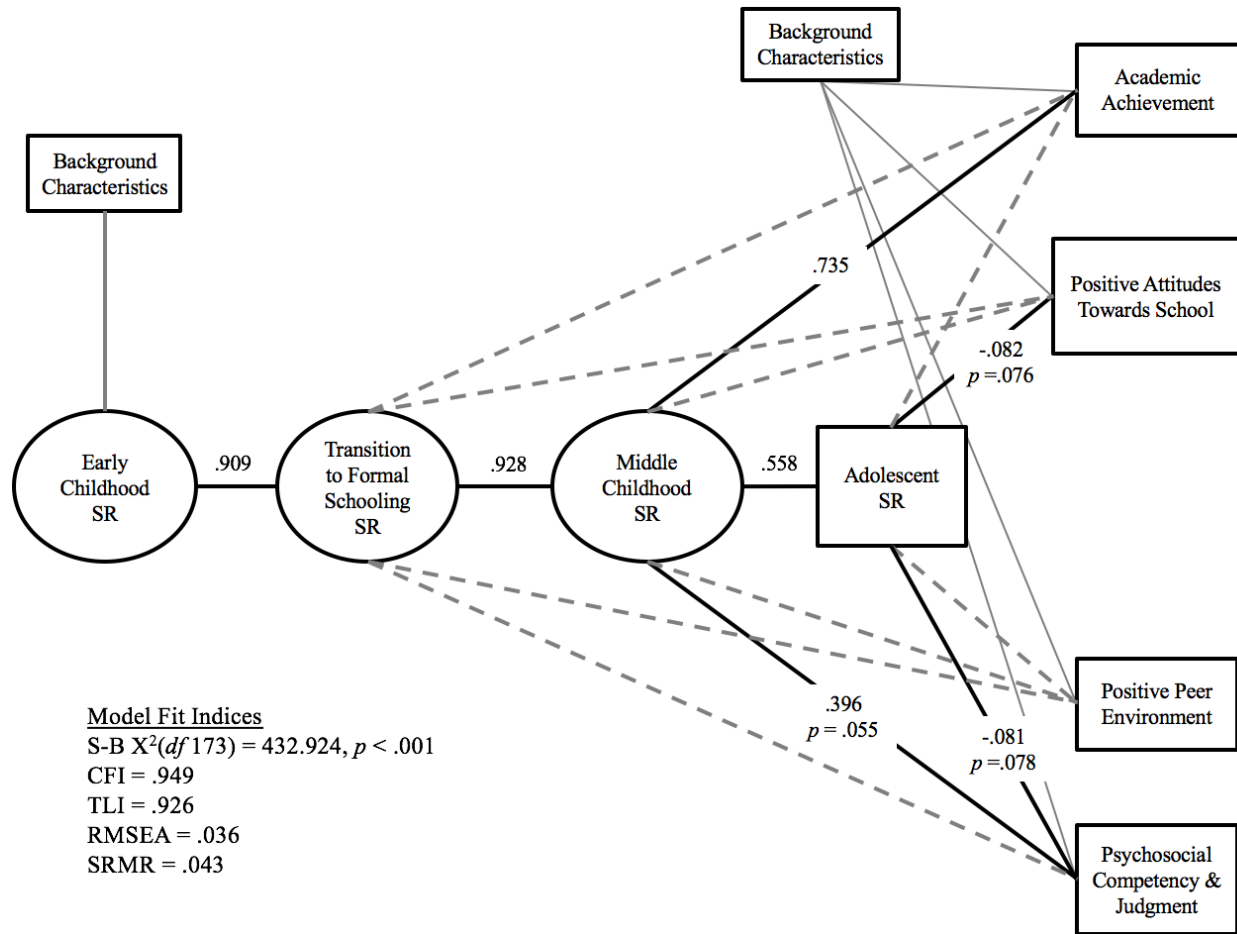 Background
Characteristics
Academic
Achievement
Background
Characteristics
.735
Positive Attitudes
Towards School
-.082
p =.076
Early
Childhood
SR
.909
Transition
to Formal
Schooling
SR
.928
Middle
Childhood
SR
.558
Adolescent
SR
Positive Peer
Environment
.396
p = .055
-.081
p =.078
Model Fit Indices
S-B X²(df 173) = 432.924, p < .001
CFI = .949
TLI = .926
RMSEA = .036
SRMR = .043
Psychosocial
Competency &
Judgment